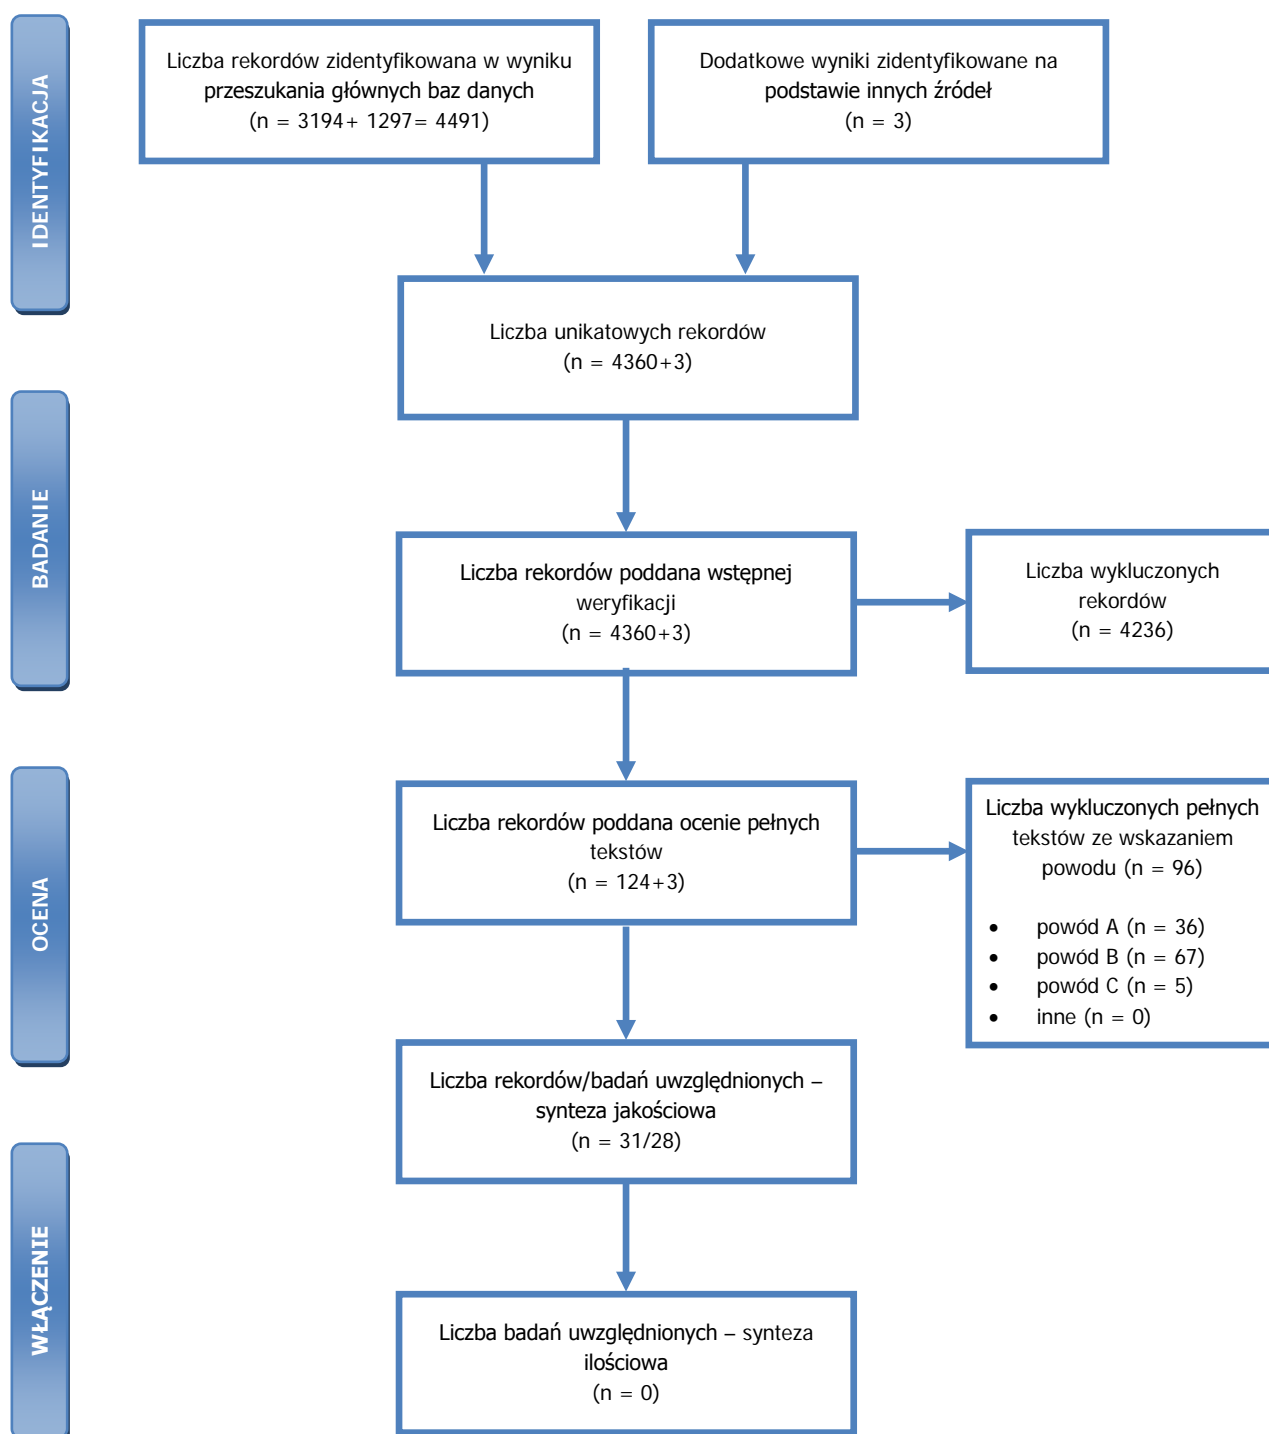 IDENTYFIKACJA
Liczba rekordów zidentyfikowana w wyniku
przeszukania głównych baz danych
(n = 3194+ 1297= 4491)
Dodatkowe wyniki zidentyfikowane na
podstawie innych źródeł
(n = 3)
Liczba unikatowych rekordów
(n = 4360+3)
BADANIE
Liczba rekordów poddana wstępnej
weryfikacji
(n = 4360+3)
Liczba wykluczonych
rekordów
(n = 4236)
OCENA
Liczba rekordów poddana ocenie pełnych
tekstów
(n = 124+3)
Liczba wykluczonych pełnych
tekstów ze wskazaniem
powodu (n = 96)
• powód A (n = 36)
• powód B (n = 67)
• powód C (n = 5)
• inne (n = 0)
Liczba rekordów/badań uwzględnionych –
synteza jakościowa
(n = 31/28)
WŁĄCZENIE
Liczba badań uwzględnionych – synteza
ilościowa
(n = 0)